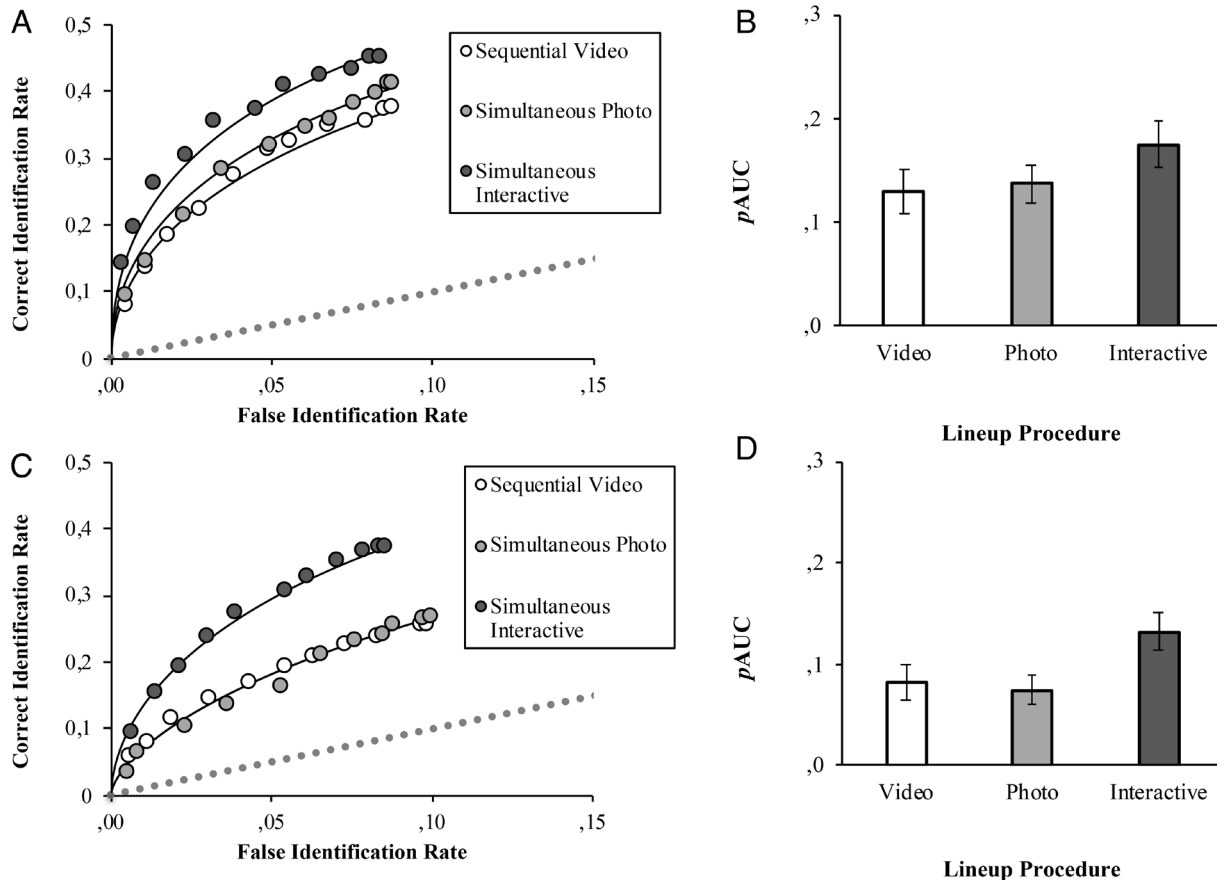 A
Correct Identification Rate
0,5
0,4
0,3
0,2
0,1
0
,00
,05
,10
,15
False Identification Rate
Sequential Video
Simultaneous Photo
Simultaneous
Interactive
B
pAUC
,3
,2
,1
,0
Video
Photo
Interactive
Lineup Procedure
C
Correct Identification Rate
0,5
0,4
0,3
0,2
0,1
0
,00
,05
,10
,15
False Identification Rate
Sequential Video
Simultaneous Photo
Simultaneous
Interactive
D
pAUC
,3
,2
,1
,0
Video
Photo
Interactive
Lineup Procedure